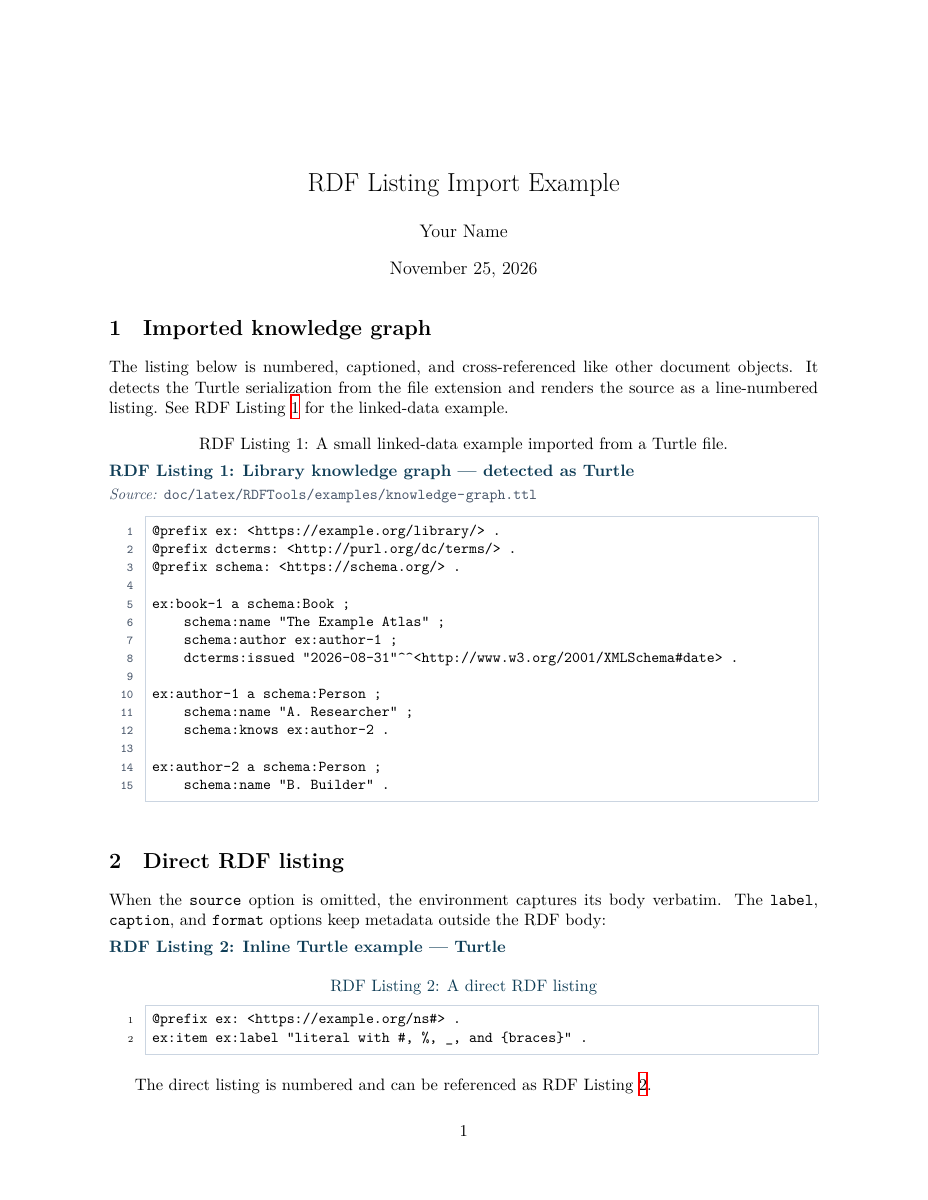 RDF Listing Import Example
Your Name
November 25, 2026
1 Imported knowledge graph
The listing below is numbered, captioned, and cross-referenced like other document objects. It
detects the Turtle serialization from the file extension and renders the source as a line-numbered
listing. See RDF Listing 1 for the linked-data example.
RDF Listing 1: A small linked-data example imported from a Turtle file.
RDF Listing 1: Library knowledge graph — detected as Turtle
Source: doc/latex/RDFTools/examples/knowledge-graph.ttl
1 @prefix ex: <https://example.org/library/> .
2 @prefix dcterms: <http://purl.org/dc/terms/> .
3 @prefix schema: <https://schema.org/> .
4
5 ex:book-1 a schema:Book ;
6     schema:name "The Example Atlas" ;
7     schema:author ex:author-1 ;
8     dcterms:issued "2026-08-31"^^<http://www.w3.org/2001/XMLSchema#date> .
9
10 ex:author-1 a schema:Person ;
11     schema:name "A. Researcher" ;
12     schema:knows ex:author-2 .
13
14 ex:author-2 a schema:Person ;
15     schema:name "B. Builder" .
2 Direct RDF listing
When the source option is omitted, the environment captures its body verbatim. The label,
caption, and format options keep metadata outside the RDF body:
RDF Listing 2: Inline Turtle example — Turtle
RDF Listing 2: A direct RDF listing
1 @prefix ex: <https://example.org/ns#> .
2 ex:item ex:label "literal with #, %, _, and {braces}" .
The direct listing is numbered and can be referenced as RDF Listing 2.
1